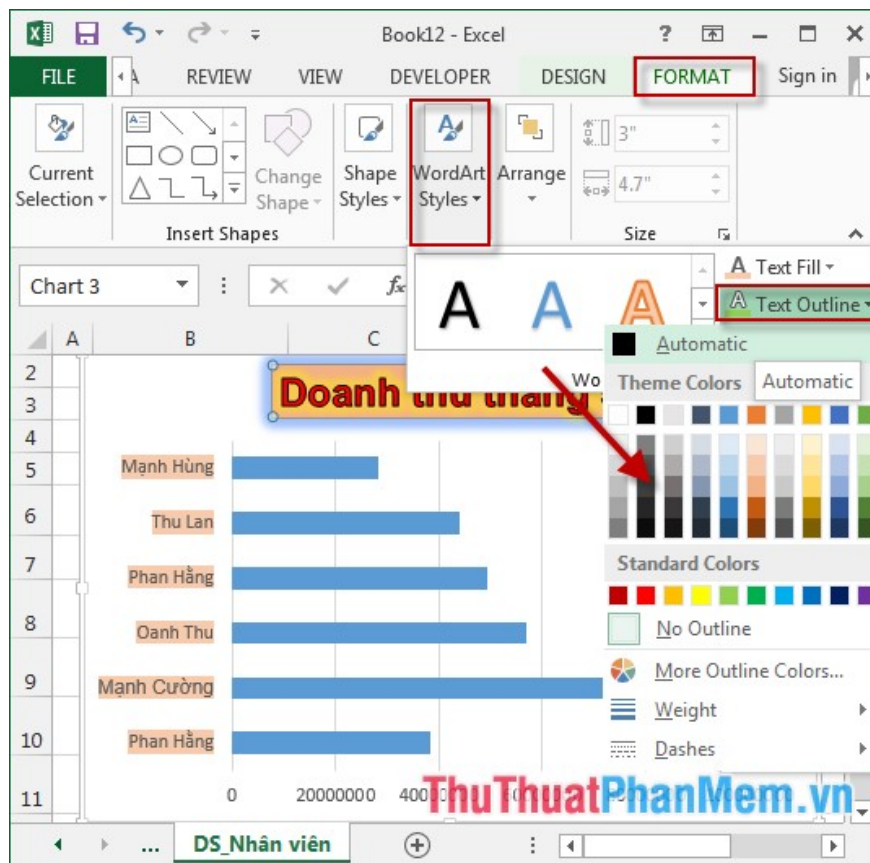 Book12 - Excel
?
FILE REVIEW VIEW DEVELOPER DESIGN FORMAT Sign in
Current Selection
Change Shape
Insert Shapes
Shape Styles
WordArt Styles
Arrange
3"
4.7"
Size
Chart 3
fx
A A A
Text Fill
Text Outline
Wo
Automatic
Theme Colors
Automatic
Standard Colors
No Outline
More Outline Colors...
Weight
Dashes
A B C
2
3
4
5
6
7
8
9
10
11
Doanh thu tháng
Mạnh Hùng
Thu Lan
Phan Hằng
Oanh Thu
Mạnh Cường
Phan Hằng
0 20000000
ThuThuatPhanMem.vn
... DS_Nhân viên